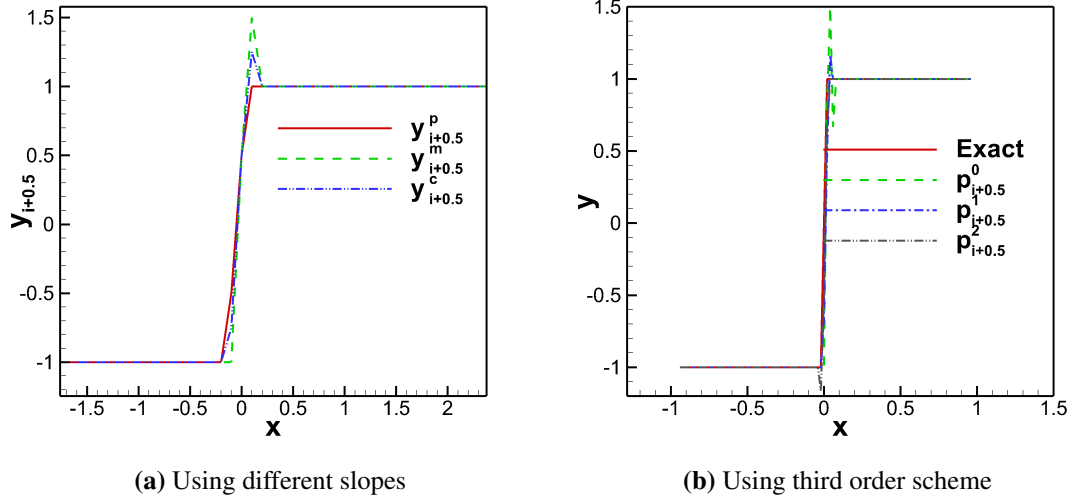 1.5
1
0.5
0
-0.5
-1
y_{i+0.5}
-1.5 -1 -0.5 0 0.5 1 1.5 2
x
y^p_{i+0.5}
y^m_{i+0.5}
y^c_{i+0.5}
(a) Using different slopes
1.5
1
0.5
0
-0.5
-1
y
-1 -0.5 0 0.5 1 1.5
x
Exact
p^0_{i+0.5}
p^1_{i+0.5}
p^2_{i+0.5}
(b) Using third order scheme